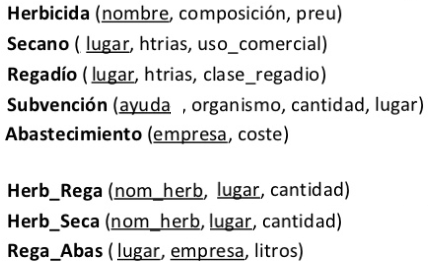 Herbicida (nombre, composición, preu)
Secano ( lugar, htrias, uso_comercial)
Regadío ( lugar, htrias, clase_regadio)
Subvención (ayuda , organismo, cantidad, lugar)
Abastecimiento (empresa, coste)
Herb_Rega (nom_herb, lugar, cantidad)
Herb_Seca (nom_herb, lugar, cantidad)
Rega_Abas ( lugar, empresa, litros)